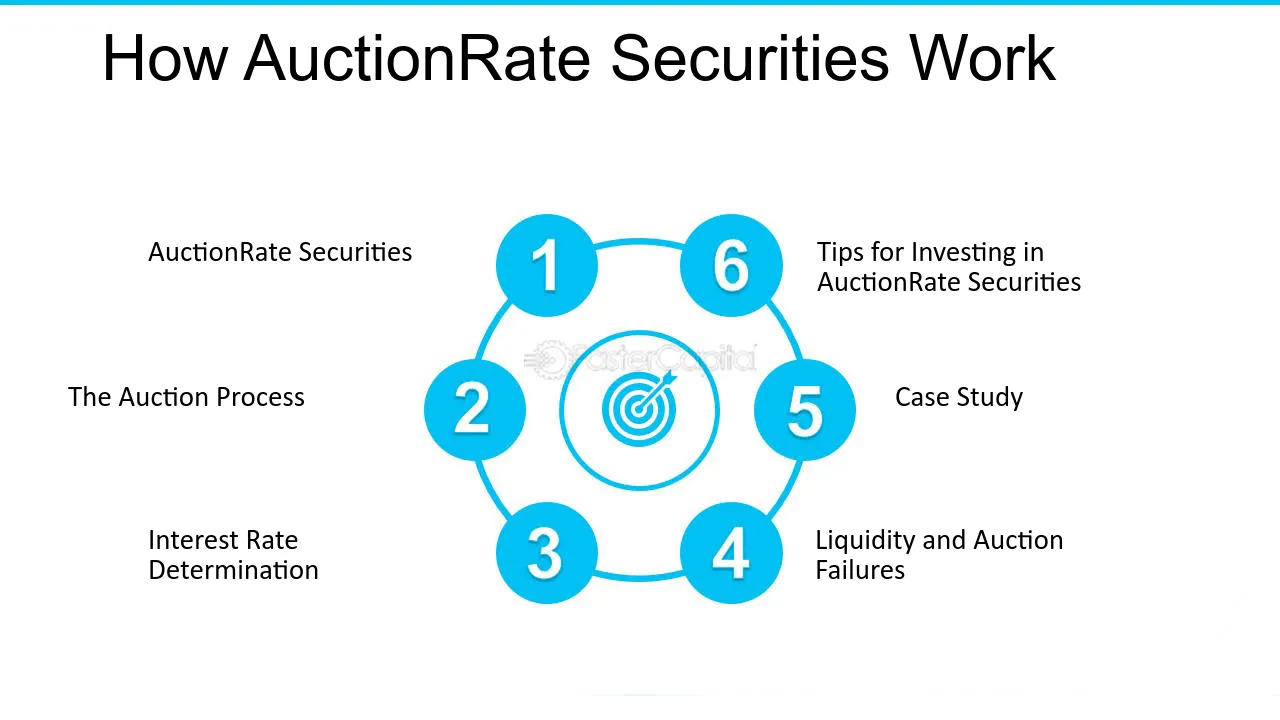 How AuctionRate Securities Work
1
AuctionRate Securities
2
The Auction Process
3
Interest Rate
Determination
4
Liquidity and Auction
Failures
5
Case Study
6
Tips for Investing in
AuctionRate Securities
FasterCapital